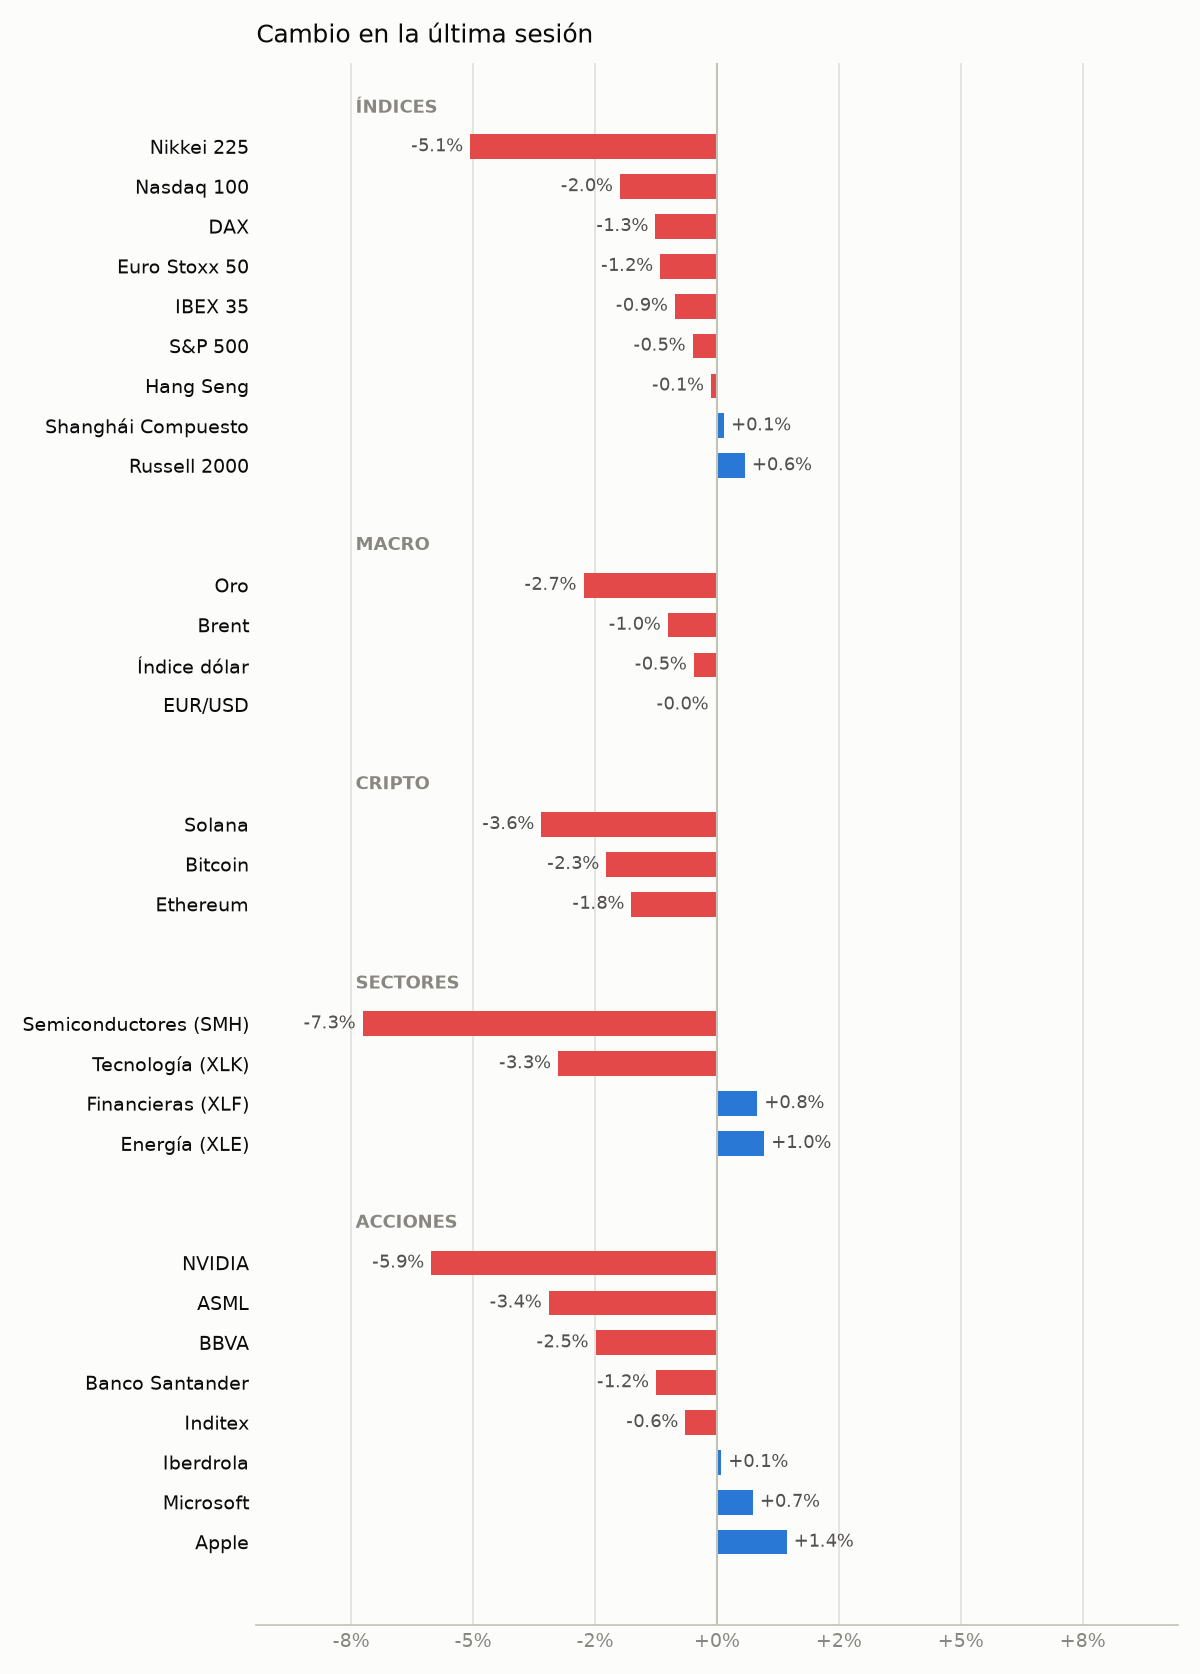 Cambio en la última sesión
ÍNDICES
Nikkei 225 -5.1%
Nasdaq 100 -2.0%
DAX -1.3%
Euro Stoxx 50 -1.2%
IBEX 35 -0.9%
S&P 500 -0.5%
Hang Seng -0.1%
Shanghái Compuesto +0.1%
Russell 2000 +0.6%
MACRO
Oro -2.7%
Brent -1.0%
Índice dólar -0.5%
EUR/USD -0.0%
CRIPTO
Solana -3.6%
Bitcoin -2.3%
Ethereum -1.8%
SECTORES
Semiconductores (SMH) -7.3%
Tecnología (XLK) -3.3%
Financieras (XLF) +0.8%
Energía (XLE) +1.0%
ACCIONES
NVIDIA -5.9%
ASML -3.4%
BBVA -2.5%
Banco Santander -1.2%
Inditex -0.6%
Iberdrola +0.1%
Microsoft +0.7%
Apple +1.4%
-8% -5% -2% +0% +2% +5% +8%